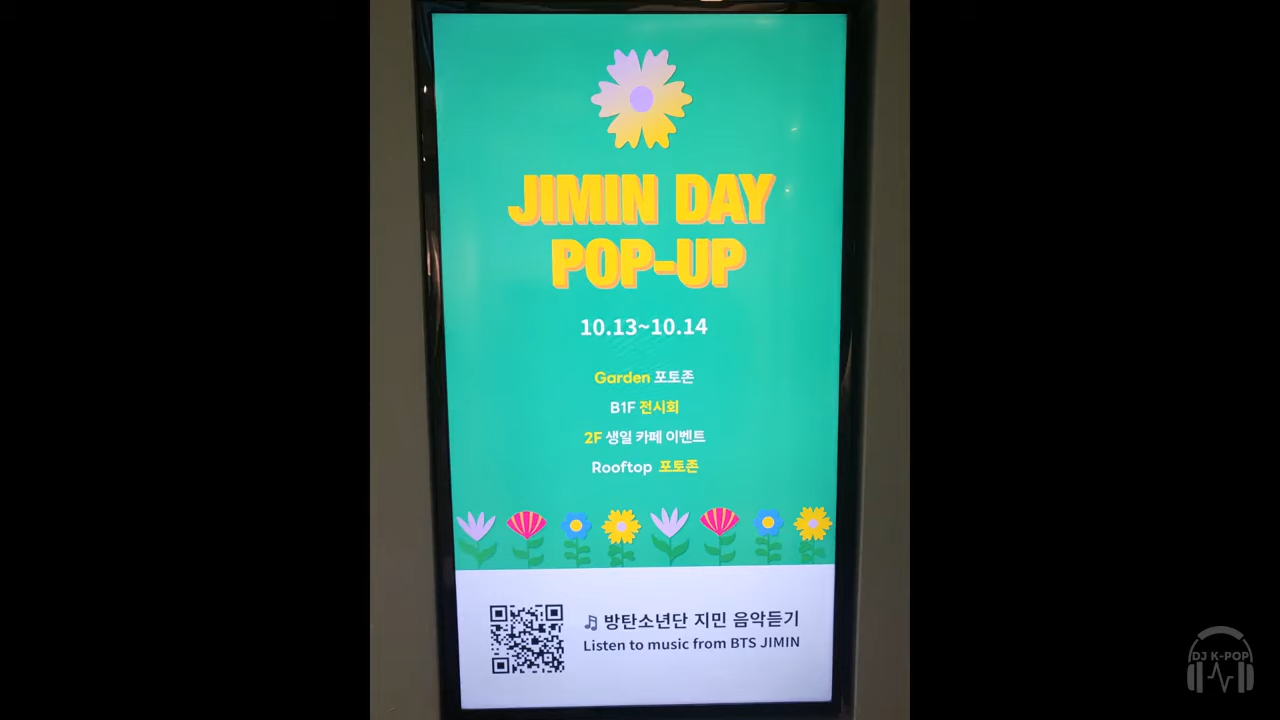 JIMIN DAY
POP-UP
10.13~10.14
Garden 포토존
B1F 전시회
2F 생일 카페 이벤트
Rooftop 포토존
♫ 방탄소년단 지민 음악듣기
Listen to music from BTS JIMIN
DJ K-POP